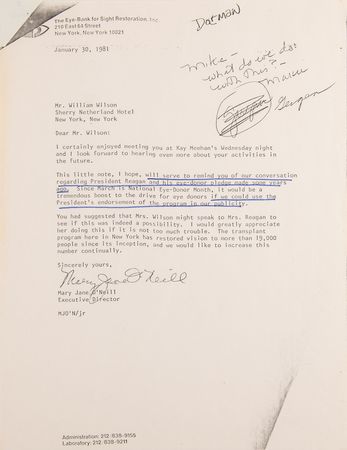 the Eye-Bank for Sight Restoration, Inc.
210 East 64 Street
New York, New York 10021
DoTMAN
January 30, 1981
Mike-
what do we do
with this?-
Marcu
Gergen
Mr. William Wilson
Sherry Netherland Hotel
New York, New York
Dear Mr. Wilson:
I certainly enjoyed meeting you at Kay Meehan's Wednesday night
and I look forward to hearing even more about your activities in
the future.
This little note, I hope, will serve to remind you of our conversation
regarding President Reagan and his eye-donor pledge made some years
ago. Since March is National Eye-Donor Month, it would be a
tremendous boost to the drive for eye donors if we could use the
President's endorsement of the program in our publicity.
You had suggested that Mrs. Wilson might speak to Mrs. Reagan to
see if this was indeed a possibility. I would greatly appreciate
her doing this if it is not too much trouble. The transplant
program here in New York has restored vision to more than 19,000
people since its inception, and we would like to increase this
number continually.
Sincerely yours,
Mary Jane O'Neill
Mary Jane O'Neill
Executive Director
MJO'N/jr
Administration: 212-838-9155
Laboratory: 212-838-9211